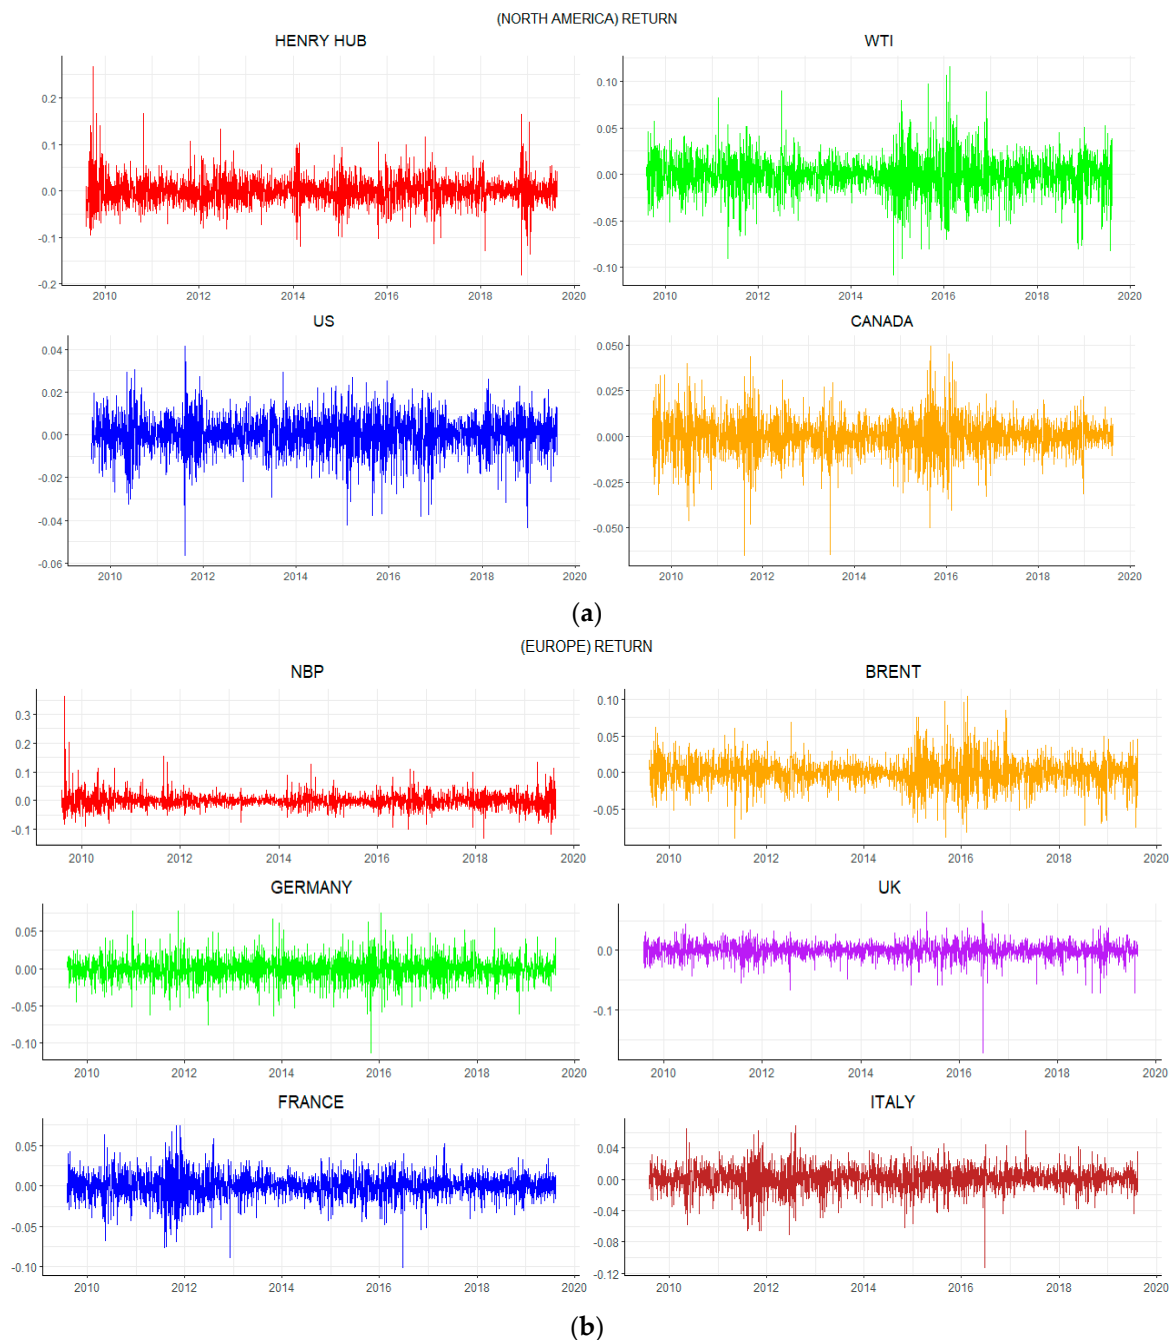 (NORTH AMERICA) RETURN
HENRY HUB
0.2
0.1
0.0
-0.1
-0.2
2010 2012 2014 2016 2018 2020
WTI
0.10
0.05
0.00
-0.05
-0.10
2010 2012 2014 2016 2018 2020
US
0.04
0.02
0.00
-0.02
-0.04
-0.06
2010 2012 2014 2016 2018 2020
CANADA
0.050
0.025
0.000
-0.025
-0.050
2010 2012 2014 2016 2018 2020
(a)
(EUROPE) RETURN
NBP
0.3
0.2
0.1
0.0
-0.1
2010 2012 2014 2016 2018 2020
BRENT
0.10
0.05
0.00
-0.05
2010 2012 2014 2016 2018 2020
GERMANY
0.05
0.00
-0.05
-0.10
2010 2012 2014 2016 2018 2020
UK
0.0
-0.1
2010 2012 2014 2016 2018 2020
FRANCE
0.05
0.00
-0.05
-0.10
2010 2012 2014 2016 2018 2020
ITALY
0.04
0.00
-0.04
-0.08
-0.12
2010 2012 2014 2016 2018 2020
(b)